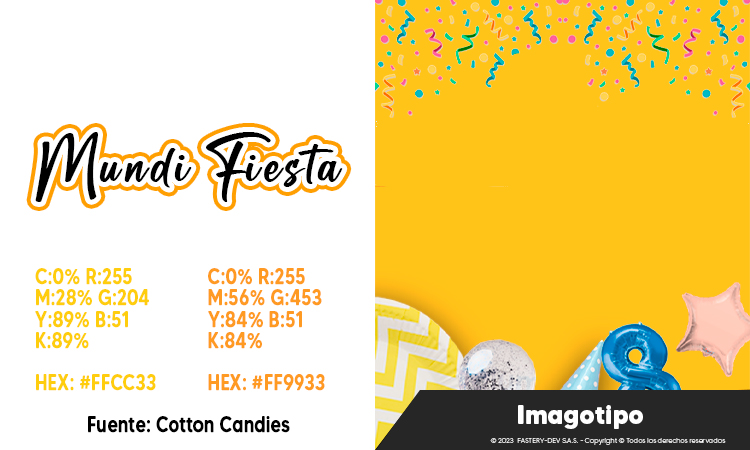 Mundi Fiesta
C:0% R:255
M:28% G:204
Y:89% B:51
K:89%
HEX: #FFCC33
C:0% R:255
M:56% G:453
Y:84% B:51
K:84%
HEX: #FF9933
Fuente: Cotton Candies
8
Imagotipo
© 2023 FASTERY-DEV S.A.S. - Copyright © Todos los derechos reservados